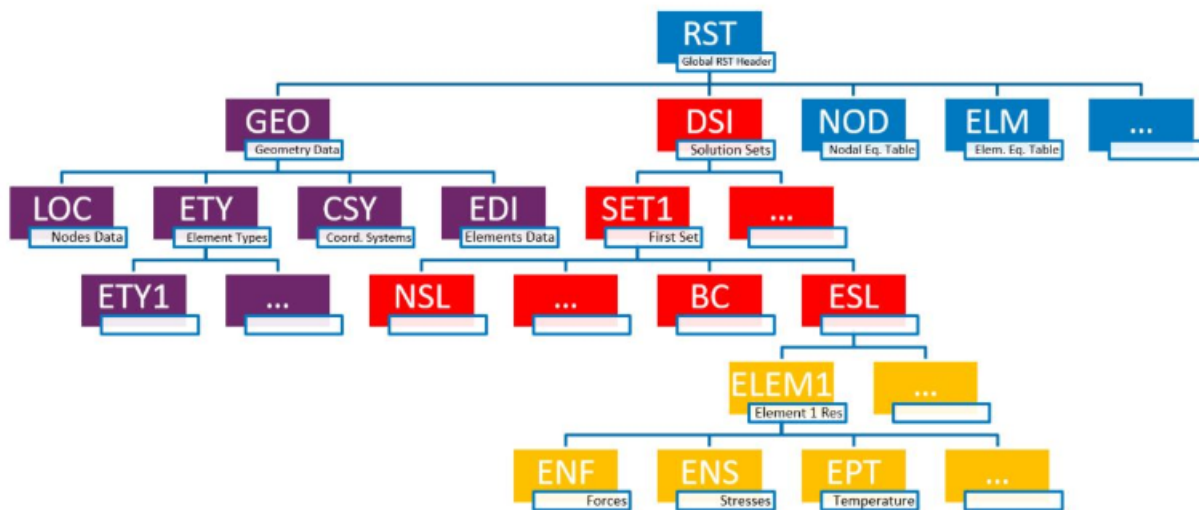 RST
Global RST Header
GEO
Geometry Data
DSI
Solution Sets
NOD
Nodal Eq. Table
ELM
Elem. Eq. Table
...
LOC
Nodes Data
ETY
Element Types
CSY
Coord. Systems
EDI
Elements Data
SET1
First Set
...
ETY1
...
NSL
...
BC
ESL
ELEM1
Element 1 Res
...
ENF
Forces
ENS
Stresses
EPT
Temperature
...